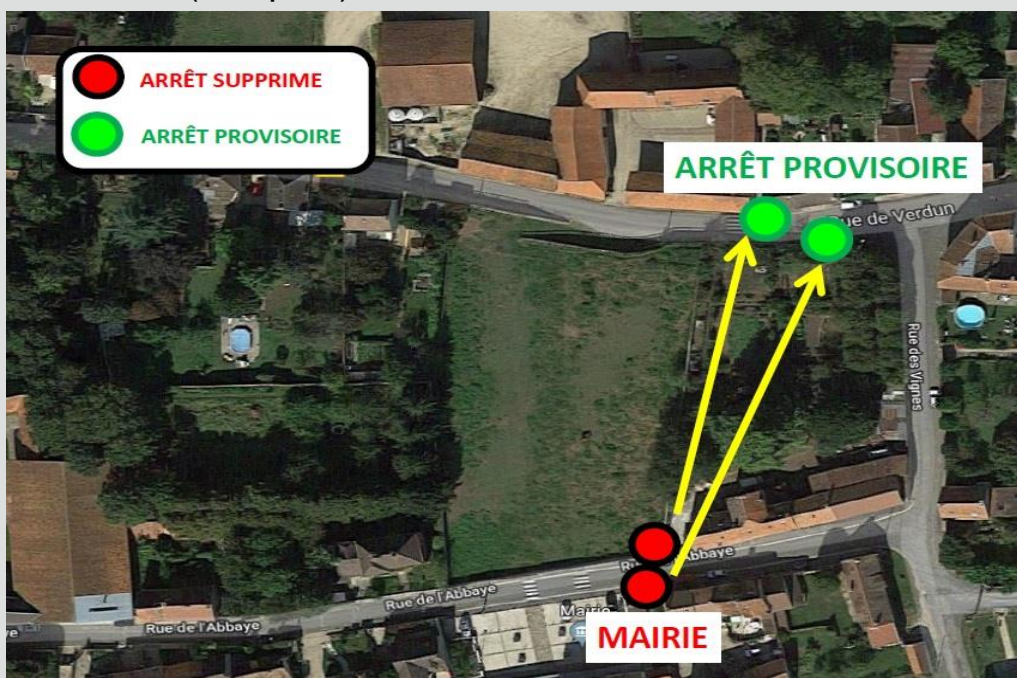 ARRÊT SUPPRIME
ARRÊT PROVISOIRE
ARRÊT PROVISOIRE
Rue de Verdun
Rue des Vignes
Abbaye
Rue de l'Abbaye
Rue de l'Abbaye
Mairie
MAIRIE